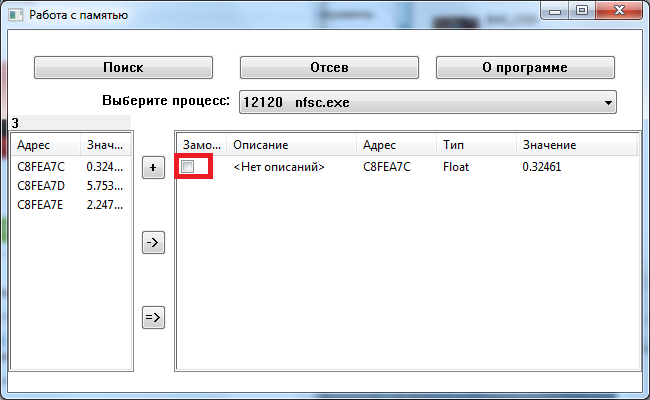 Работа с памятью
Поиск Отсев О программе
Выберите процесс: 12120 nfsc.exe
3
Адрес Знач... Замо... Описание Адрес Тип Значение
C8FEA7C 0.324... + <Нет описаний> C8FEA7C Float 0.32461
C8FEA7D 5.753...
C8FEA7E 2.247...
->
=>